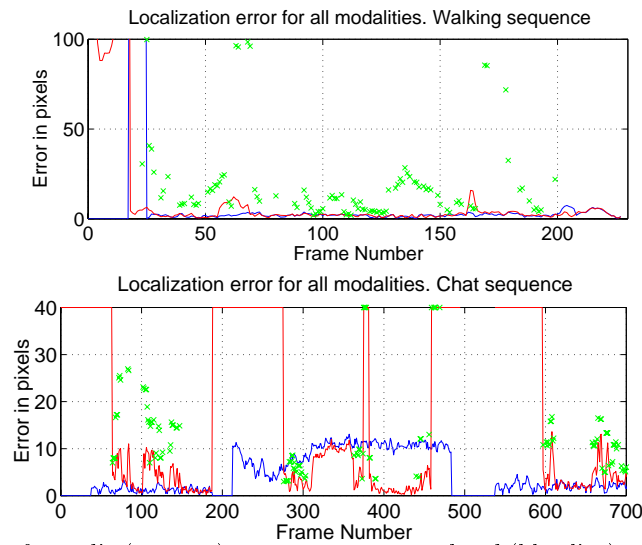 Localization error for all modalities. Walking sequence
100
50
0
Error in pixels
0 50 100 150 200
Frame Number
Localization error for all modalities. Chat sequence
40
30
20
10
0
Error in pixels
0 100 200 300 400 500 600 700
Frame Number